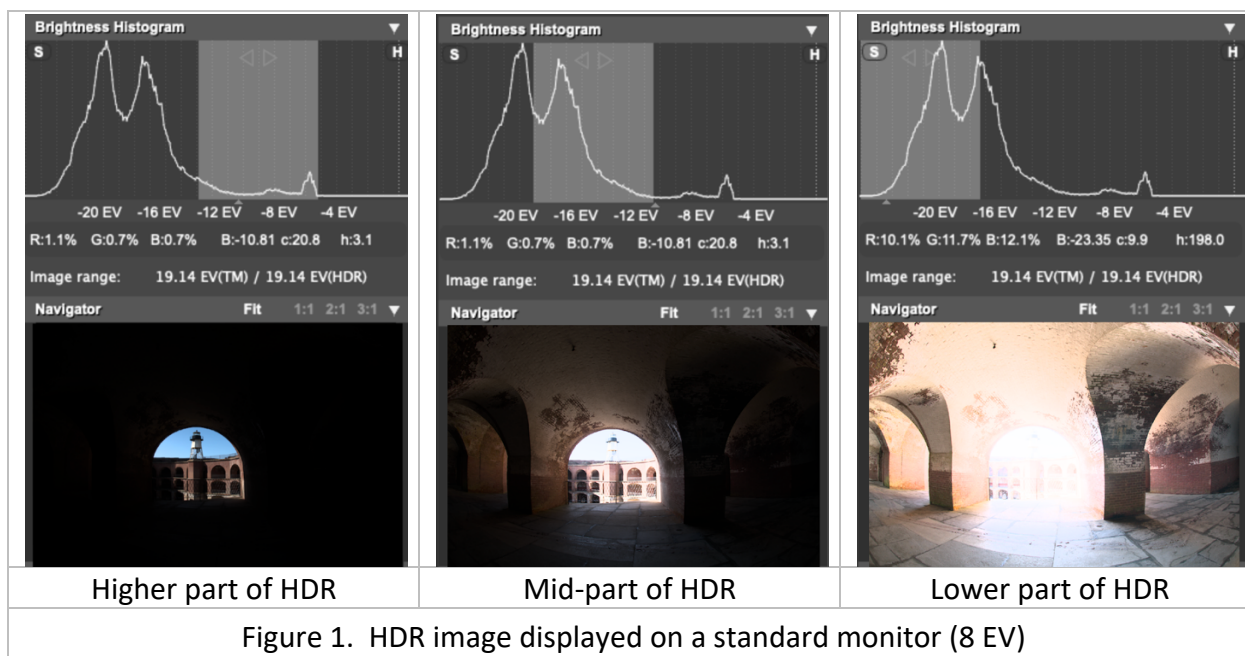 Brightness Histogram ▼
S H
-20 EV -16 EV -12 EV -8 EV -4 EV
R:1.1% G:0.7% B:0.7% B:-10.81 c:20.8 h:3.1
Image range: 19.14 EV(TM) / 19.14 EV(HDR)
Navigator Fit 1:1 2:1 3:1 ▼
Higher part of HDR
Brightness Histogram ▼
S H
-20 EV -16 EV -12 EV -8 EV -4 EV
R:1.1% G:0.7% B:0.7% B:-10.81 c:20.8 h:3.1
Image range: 19.14 EV(TM) / 19.14 EV(HDR)
Navigator Fit 1:1 2:1 3:1 ▼
Mid-part of HDR
Brightness Histogram ▼
S H
-20 EV -16 EV -12 EV -8 EV -4 EV
R:10.1% G:11.7% B:12.1% B:-23.35 c:9.9 h:198.0
Image range: 19.14 EV(TM) / 19.14 EV(HDR)
Navigator Fit 1:1 2:1 3:1 ▼
Lower part of HDR
Figure 1. HDR image displayed on a standard monitor (8 EV)